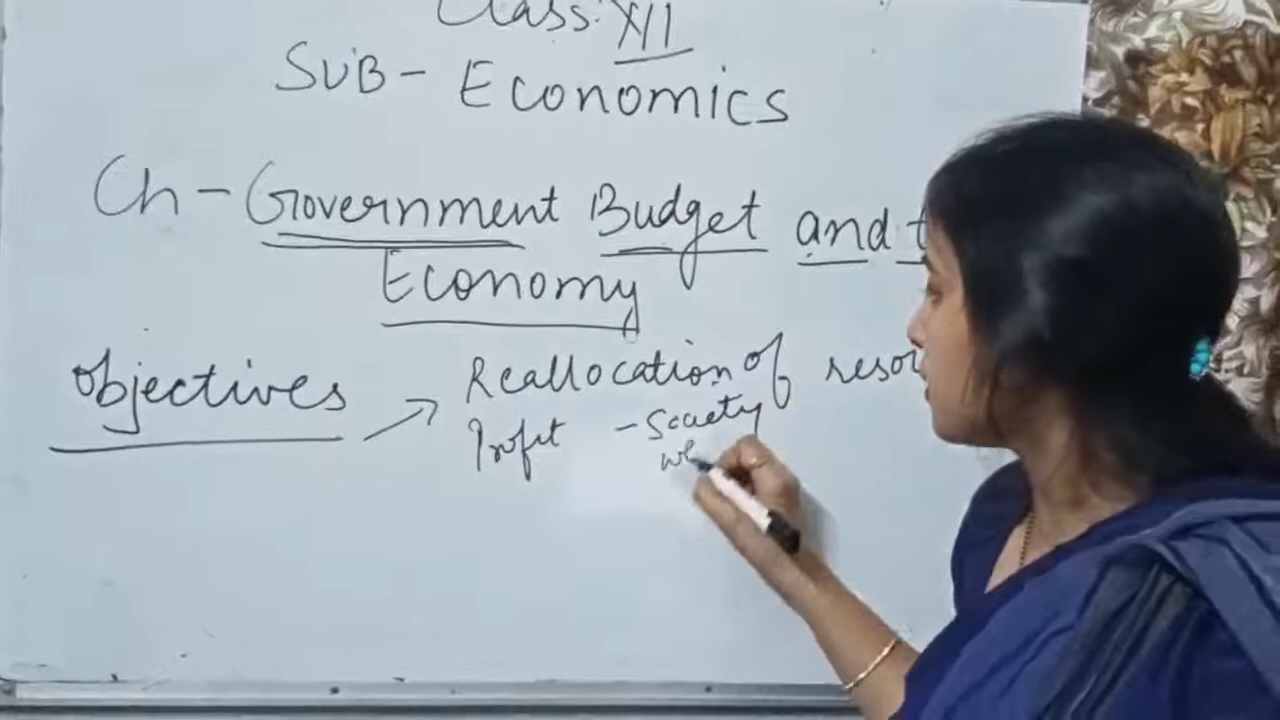 Class: XII
SUB - Economics
Ch - Government Budget and
Economy
Objectives → Reallocation of
Profit - Society